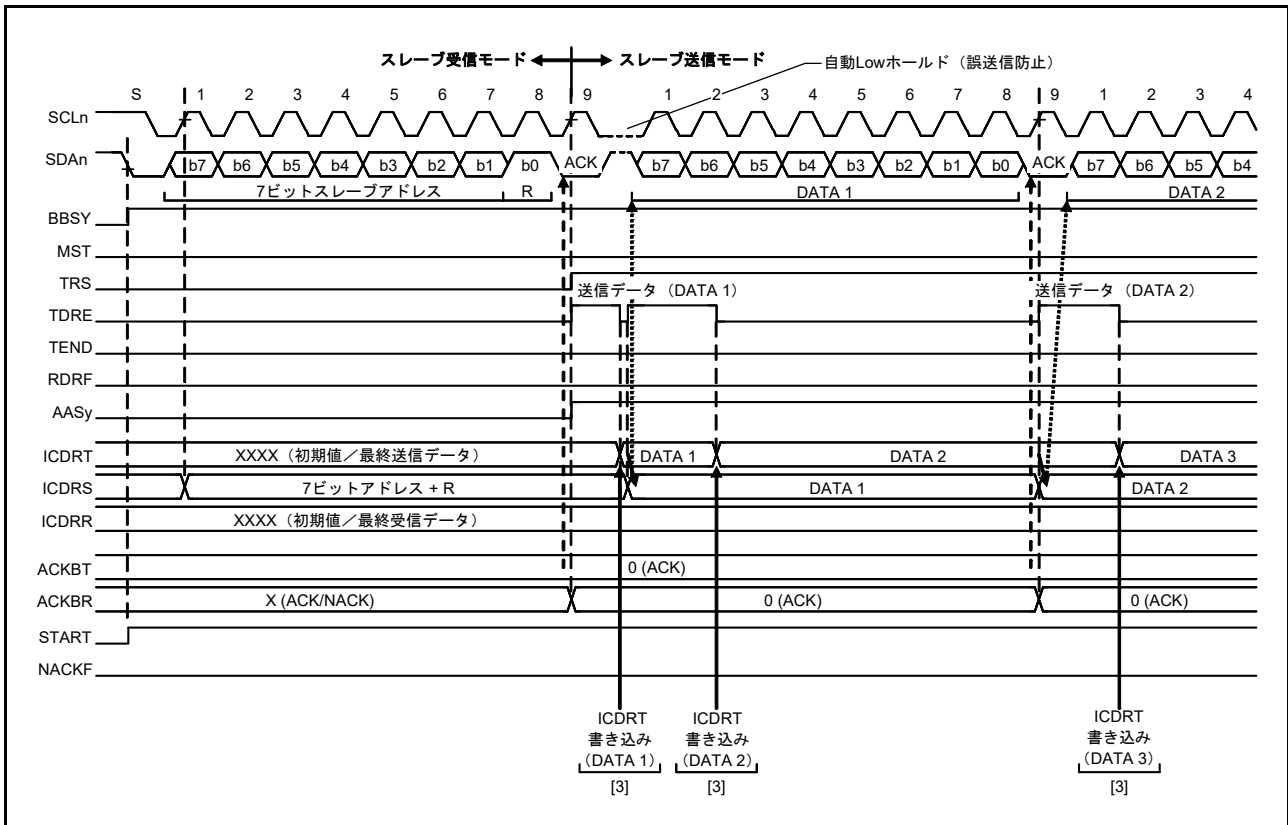 スレーブ受信モード スレーブ送信モード
自動Lowホールド（誤送信防止）
S 1 2 3 4 5 6 7 8 9 1 2 3 4 5 6 7 8 9 1 2 3 4
SCLn
SDAn b7 b6 b5 b4 b3 b2 b1 b0 ACK b7 b6 b5 b4 b3 b2 b1 b0 ACK b7 b6 b5 b4
7ビットスレーブアドレス R DATA 1 DATA 2
BBSY
MST
TRS
送信データ（DATA 1） 送信データ（DATA 2）
TDRE
TEND
RDRF
AASy
ICDRT XXXX（初期値／最終送信データ） DATA 1 DATA 2 DATA 3
ICDRS 7ビットアドレス + R DATA 1 DATA 2
ICDRR XXXX（初期値／最終受信データ）
ACKBT 0 (ACK)
ACKBR X (ACK/NACK) 0 (ACK) 0 (ACK)
START
NACKF
ICDRT ICDRT ICDRT
書き込み 書き込み 書き込み
（DATA 1） （DATA 2） （DATA 3）
[3] [3] [3]